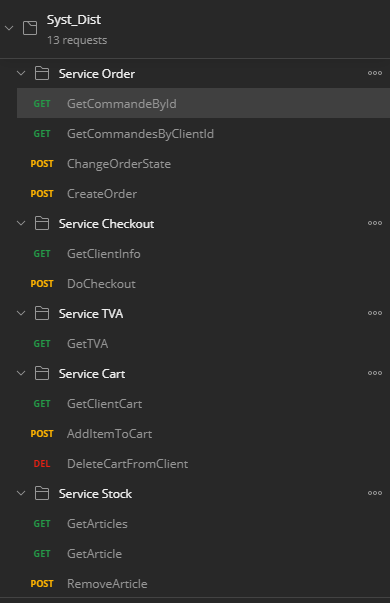 Syst_Dist
13 requests
Service Order
GET GetCommandeById
GET GetCommandesByClientId
POST ChangeOrderState
POST CreateOrder
Service Checkout
GET GetClientInfo
POST DoCheckout
Service TVA
GET GetTVA
Service Cart
GET GetClientCart
POST AddItemToCart
DEL DeleteCartFromClient
Service Stock
GET GetArticles
GET GetArticle
POST RemoveArticle